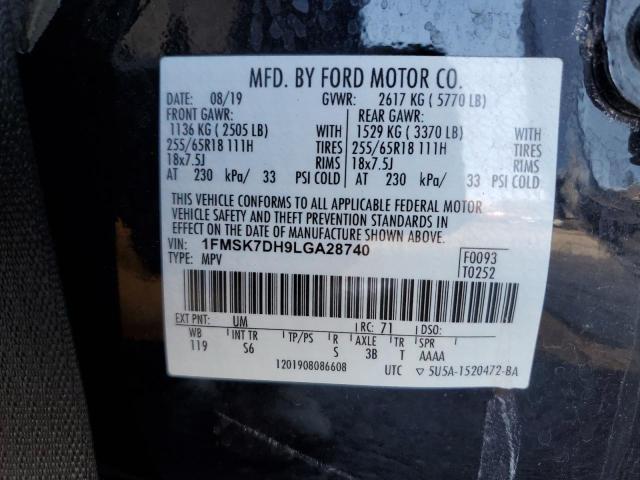 MFD. BY FORD MOTOR CO.
DATE: 08/19 GVWR: 2617 KG ( 5770 LB)
FRONT GAWR: REAR GAWR:
1136 KG ( 2505 LB) WITH 1529 KG ( 3370 LB) WITH
255/65R18 111H TIRES 255/65R18 111H TIRES
18x7.5J RIMS 18x7.5J RIMS
AT 230 kPa/ 33 PSI COLD AT 230 kPa/ 33 PSI COLD
THIS VEHICLE CONFORMS TO ALL APPLICABLE FEDERAL MOTOR
VEHICLE SAFETY AND THEFT PREVENTION STANDARDS IN
EFFECT ON THE DATE OF MANUFACTURE SHOWN ABOVE.
VIN: 1FMSK7DH9LGA28740 F0093
TYPE: MPV T0252
EXT PNT: UM RC: 71 DSO:
WB INT TR TP/PS R AXLE TR SPR
119 S6 S 3B T AAAA
1201908086608 UTC ▽ 5U5A-1520472-BA